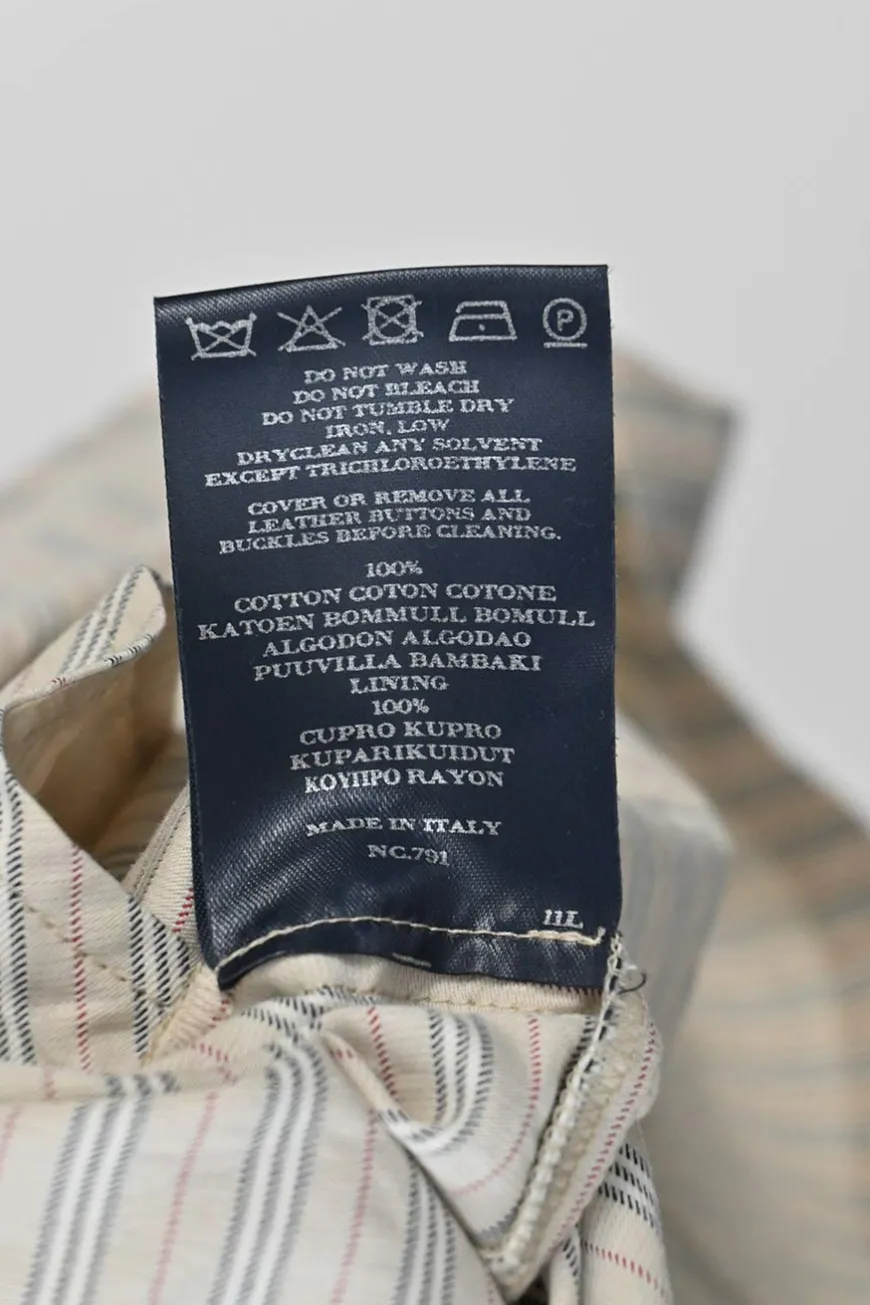 P
DO NOT WASH
DO NOT BLEACH
DO NOT TUMBLE DRY
IRON, LOW
DRYCLEAN ANY SOLVENT
EXCEPT TRICHLOROETHYLENE
COVER OR REMOVE ALL
LEATHER BUTTONS AND
BUCKLES BEFORE CLEANING.
100%
COTTON COTON COTONE
KATOEN BOMMULL BOMULL
ALGODON ALGODAO
PUUVILLA BAMBAKI
LINING
100%
CUPRO KUPRO
KUPARIKUIDUT
ΚΟΥΠΡΟ RAYON
MADE IN ITALY
NC.791
11L